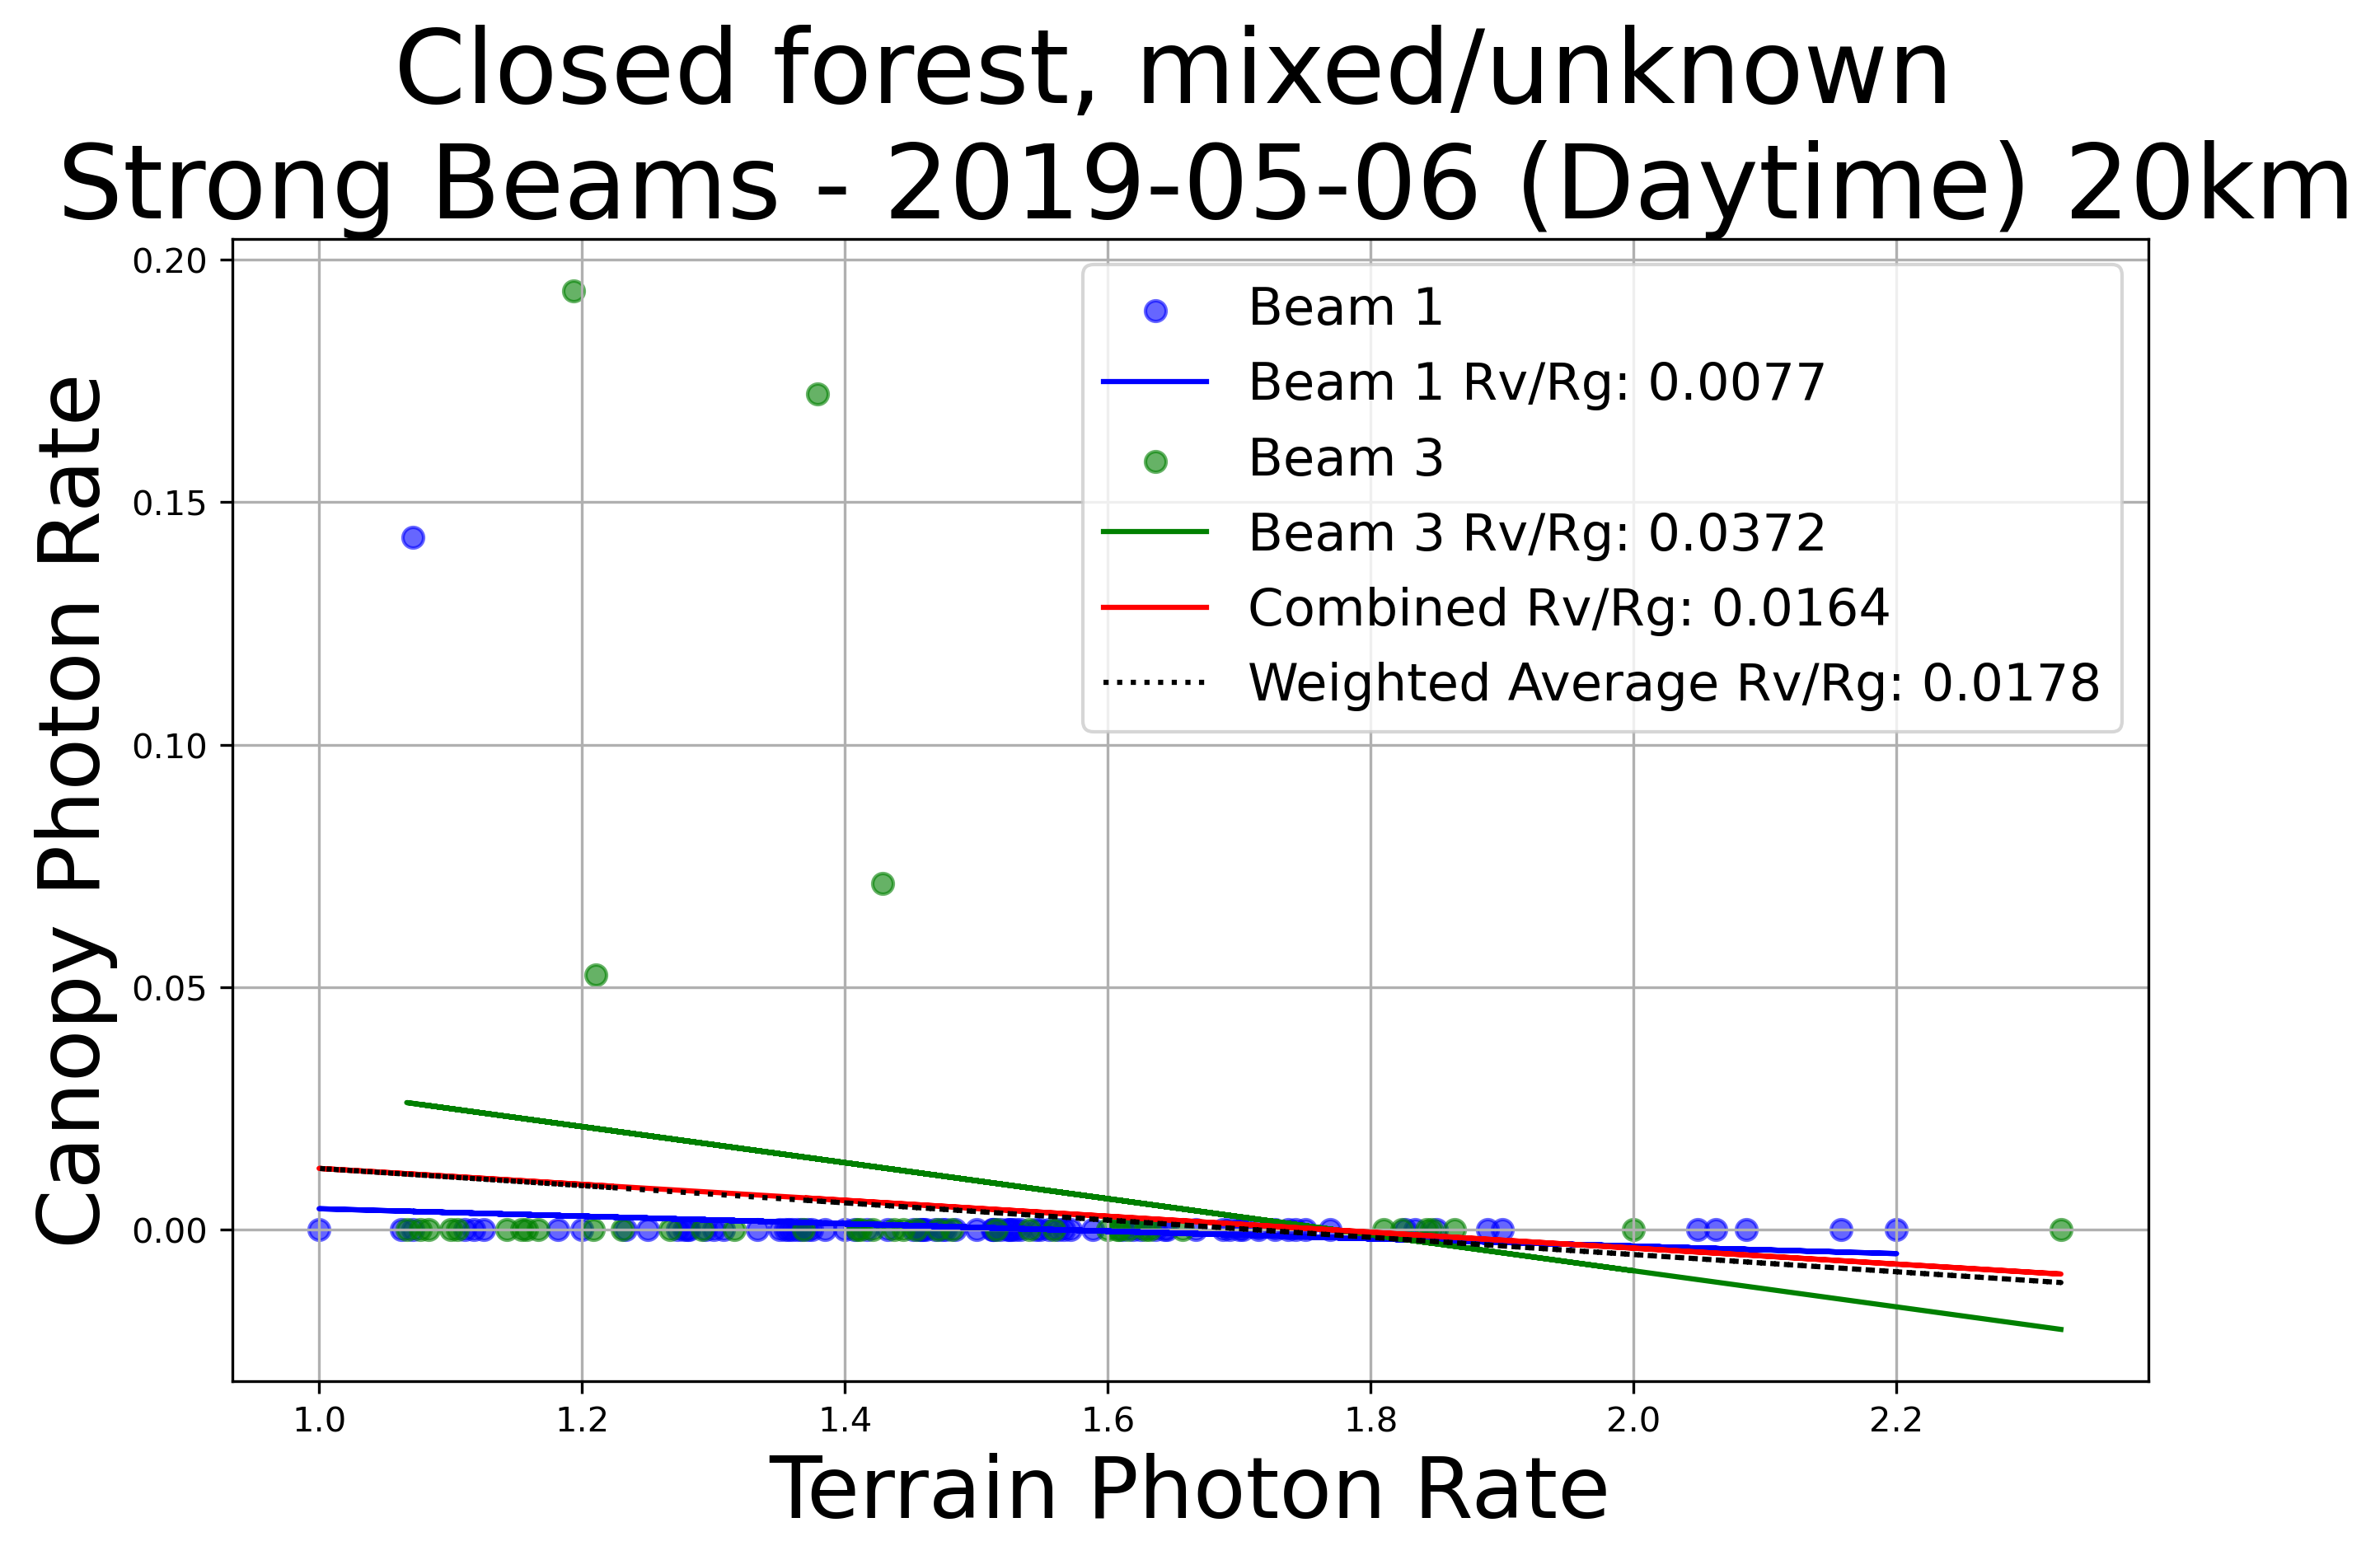 Closed forest, mixed/unknown
Strong Beams - 2019-05-06 (Daytime) 20km
Canopy Photon Rate
0.20
0.15
0.10
0.05
0.00
Beam 1
Beam 1 Rv/Rg: 0.0077
Beam 3
Beam 3 Rv/Rg: 0.0372
Combined Rv/Rg: 0.0164
Weighted Average Rv/Rg: 0.0178
1.0 1.2 1.4 1.6 1.8 2.0 2.2
Terrain Photon Rate